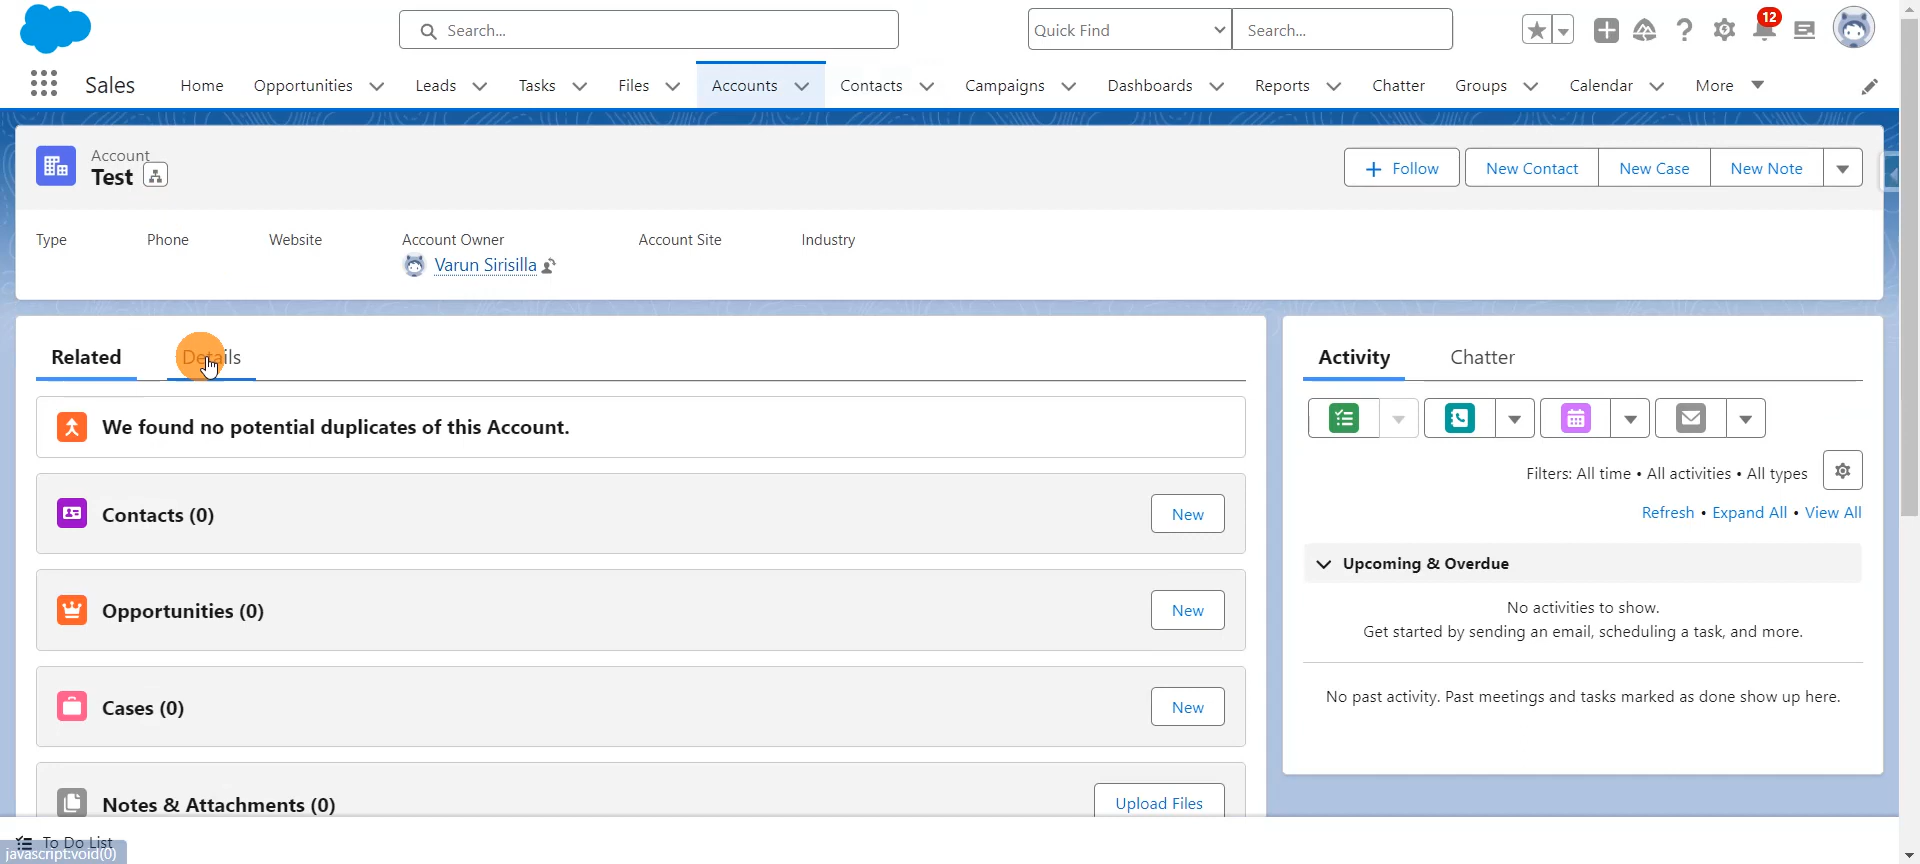 Search...
Quick Find
Search...
12
Sales
Home
Opportunities
Leads
Tasks
Files
Accounts
Contacts
Campaigns
Dashboards
Reports
Chatter
Groups
Calendar
More
Account
Test
Follow
New Contact
New Case
New Note
Type
Phone
Website
Account Owner
Account Site
Industry
Varun Sirisilla
Related
Details
We found no potential duplicates of this Account.
Contacts (0)
New
Opportunities (0)
New
Cases (0)
New
Notes & Attachments (0)
Upload Files
Activity
Chatter
Filters: All time • All activities • All types
Refresh • Expand All • View All
Upcoming & Overdue
No activities to show.
Get started by sending an email, scheduling a task, and more.
No past activity. Past meetings and tasks marked as done show up here.
To Do List
javascript:void(0)